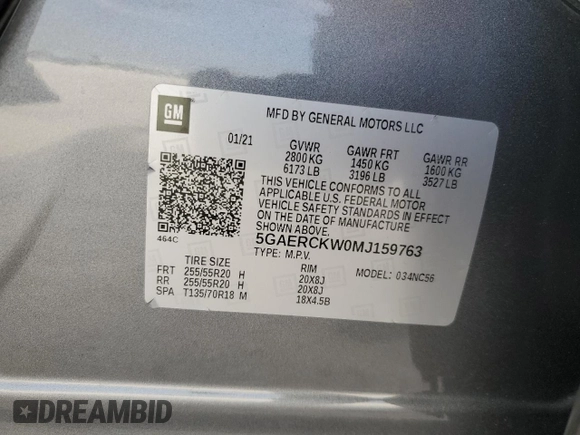 GM
MFD BY GENERAL MOTORS LLC
01/21 GVWR GAWR FRT GAWR RR
2800 KG 1450 KG 1600 KG
6173 LB 3196 LB 3527 LB
THIS VEHICLE CONFORMS TO ALL
APPLICABLE U.S. FEDERAL MOTOR
VEHICLE SAFETY STANDARDS IN EFFECT
ON THE DATE OF MANUFACTURE
SHOWN ABOVE.
464C
5GAERCKW0MJ159763
TYPE: M.P.V. MODEL: 034NC56
TIRE SIZE RIM
FRT 255/55R20 H 20X8J
RR 255/55R20 H 20X8J
SPA T135/70R18 M 18X4.5B
DREAMBID